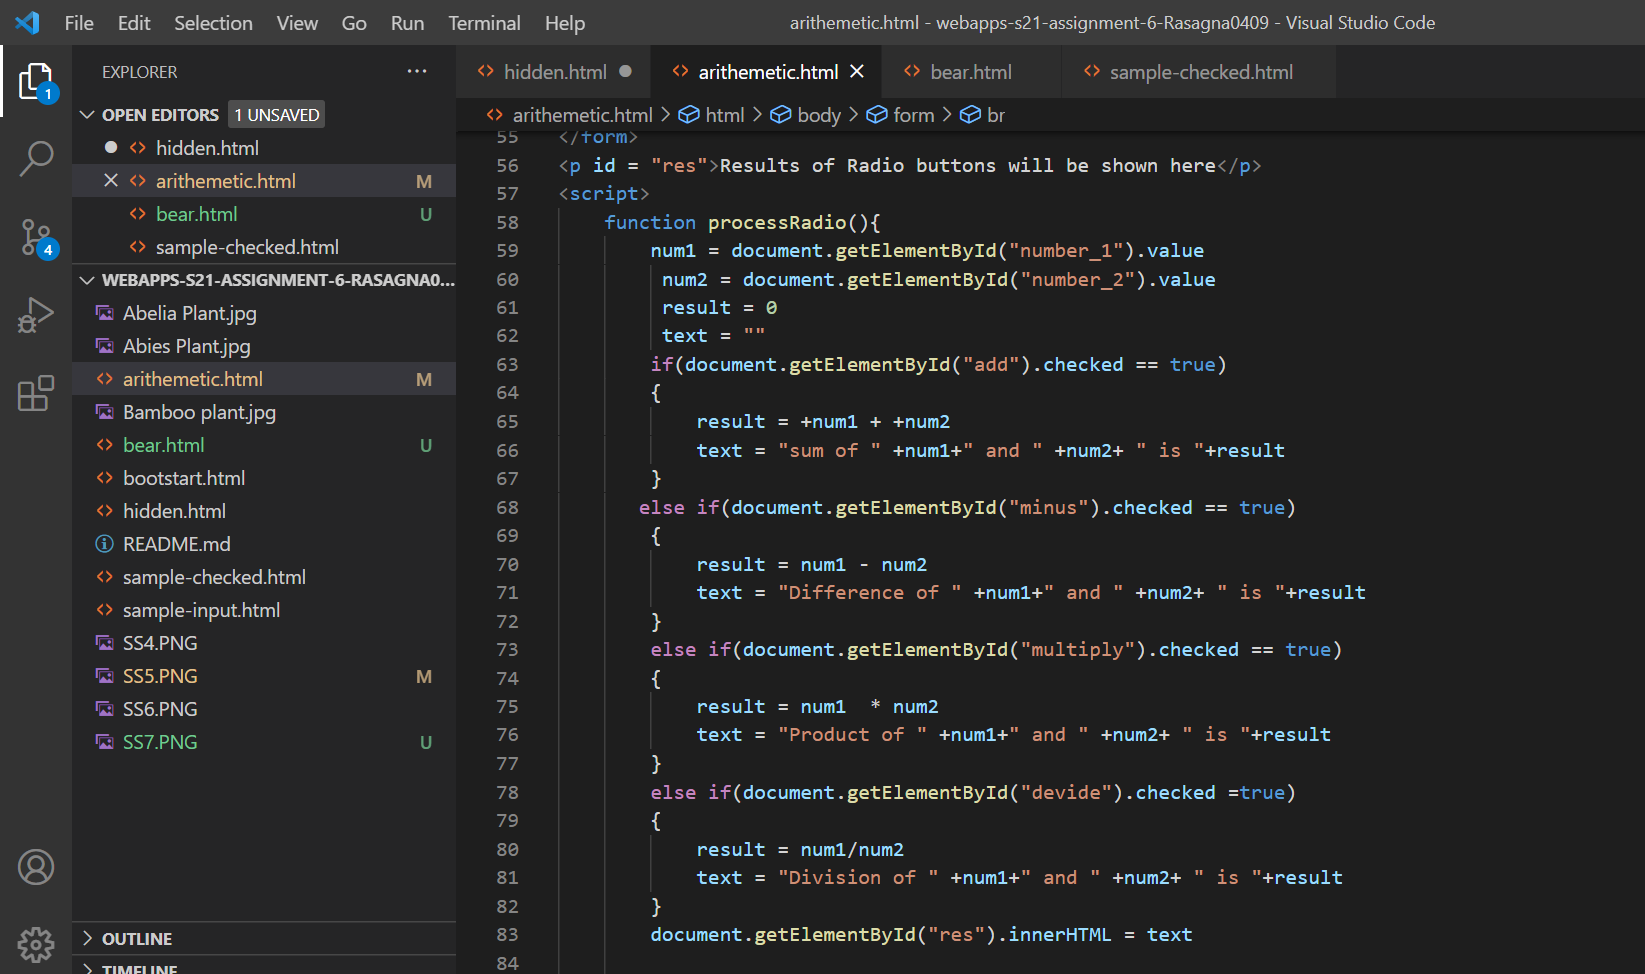 File Edit Selection View Go Run Terminal Help arithemetic.html - webapps-s21-assignment-6-Rasagna0409 - Visual Studio Code
EXPLORER ...
1
4
OPEN EDITORS 1 UNSAVED
hidden.html
arithemetic.html M
bear.html U
sample-checked.html
WEBAPPS-S21-ASSIGNMENT-6-RASAGNA0...
Abelia Plant.jpg
Abies Plant.jpg
arithemetic.html M
Bamboo plant.jpg
bear.html U
bootstart.html
hidden.html
README.md
sample-checked.html
sample-input.html
SS4.PNG
SS5.PNG M
SS6.PNG
SS7.PNG U
OUTLINE
TIMELINE
hidden.html arithemetic.html bear.html sample-checked.html
arithemetic.html > html > body > form > br
55 </form>
56 <p id = "res">Results of Radio buttons will be shown here</p>
57 <script>
58 function processRadio(){
59 num1 = document.getElementById("number_1").value
60 num2 = document.getElementById("number_2").value
61 result = 0
62 text = ""
63 if(document.getElementById("add").checked == true)
64 {
65 result = +num1 + +num2
66 text = "sum of " +num1+" and " +num2+ " is "+result
67 }
68 else if(document.getElementById("minus").checked == true)
69 {
70 result = num1 - num2
71 text = "Difference of " +num1+" and " +num2+ " is "+result
72 }
73 else if(document.getElementById("multiply").checked == true)
74 {
75 result = num1  * num2
76 text = "Product of " +num1+" and " +num2+ " is "+result
77 }
78 else if(document.getElementById("devide").checked =true)
79 {
80 result = num1/num2
81 text = "Division of " +num1+" and " +num2+ " is "+result
82 }
83 document.getElementById("res").innerHTML = text
84